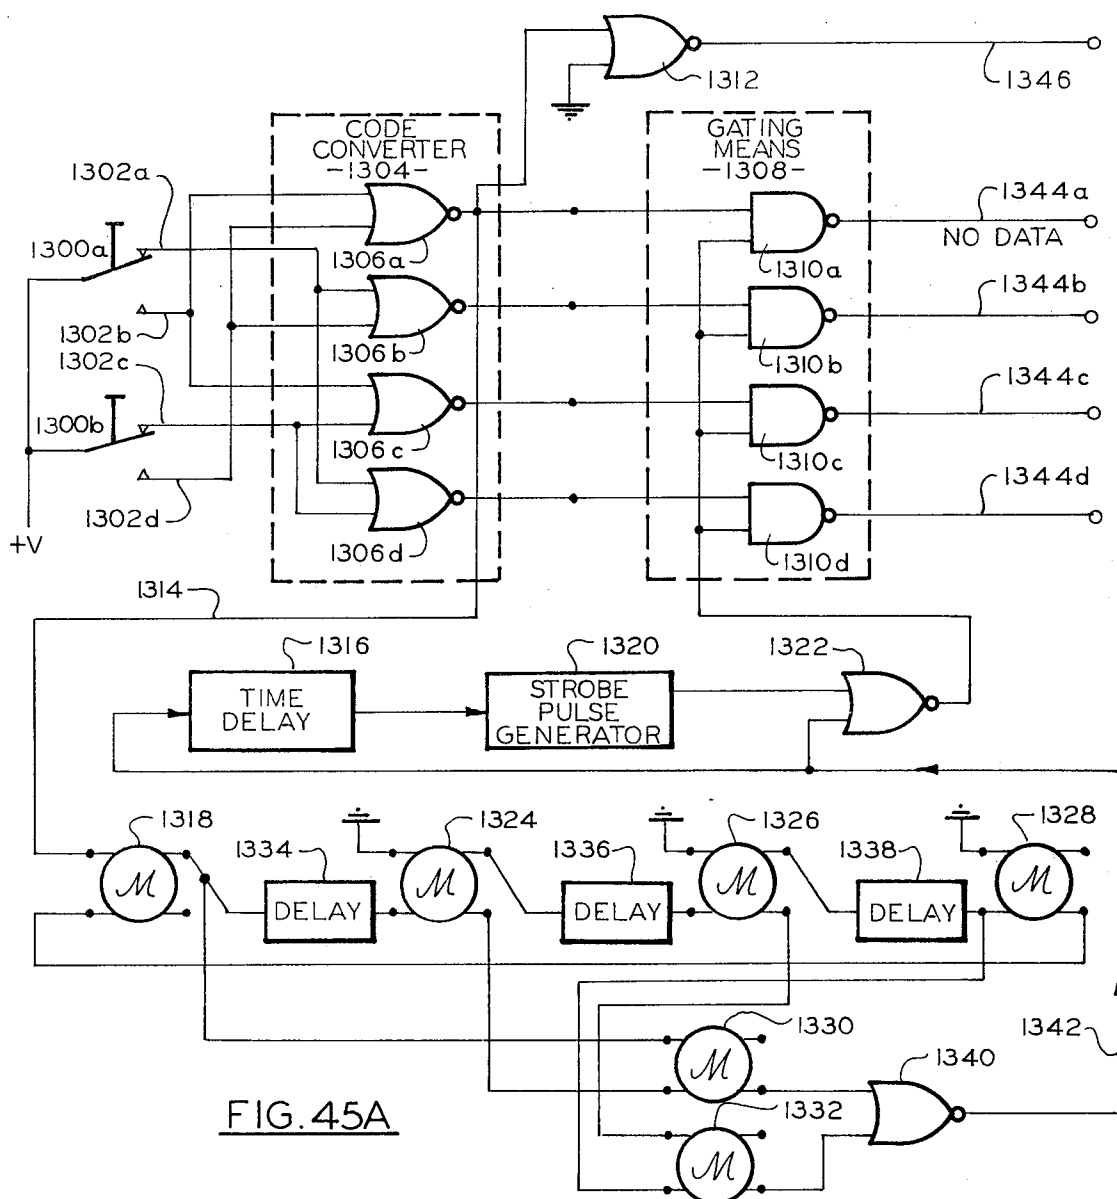 1312
1346
CODE
CONVERTER
-1304-
GATING
MEANS
-1308-
1302a
1300a
1306a
1344a
NO DATA
1310a
1302b
1302c
1306b
1344b
1310b
1300b
1306c
1344c
1310c
1302d
1306d
1344d
1310d
+V
1314
1316
TIME
DELAY
1320
STROBE
PULSE
GENERATOR
1322
1318
M
1334
DELAY
1324
M
1336
DELAY
1326
M
1338
DELAY
1328
M
1330
M
1342
1340
1332
M
FIG. 45A